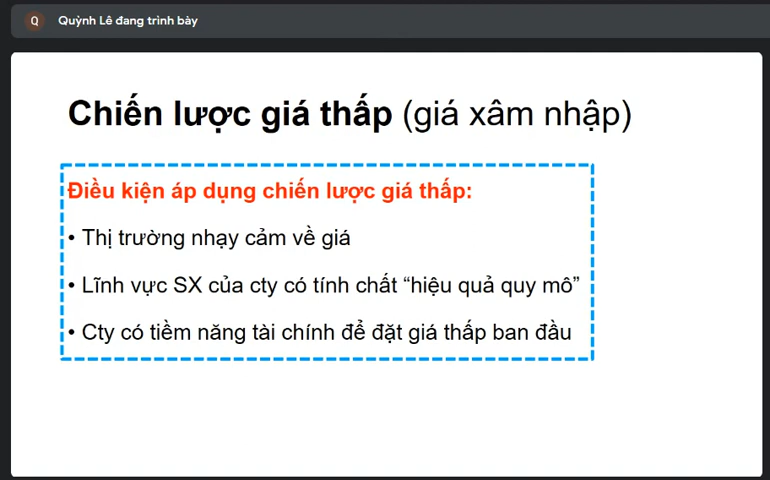 Q Quỳnh Lê đang trình bày
Chiến lược giá thấp (giá xâm nhập)
Điều kiện áp dụng chiến lược giá thấp:
• Thị trường nhạy cảm về giá
• Lĩnh vực SX của cty có tính chất “hiệu quả quy mô”
• Cty có tiềm năng tài chính để đặt giá thấp ban đầu